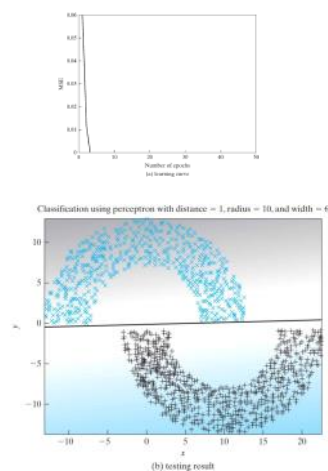 0.06
0.05
0.04
0.03
0.02
0.01
0
MSE
0 10 20 30 40 50
Number of epochs
(a) learning curve
Classification using perceptron with distance = 1, radius = 10, and width = 6
10
5
0
−5
−10
y
−10 −5 0 5 10 15 20
x
(b) testing result